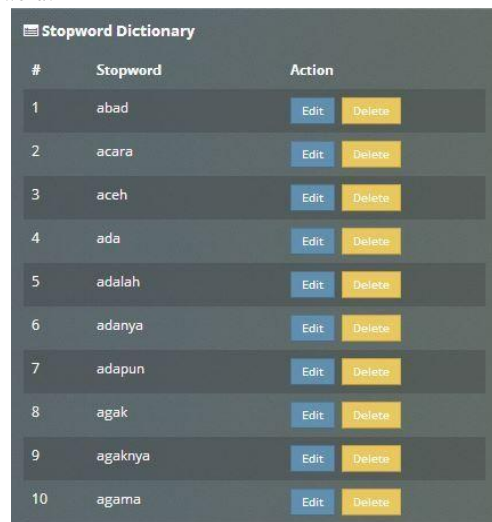 Stopword Dictionary
# Stopword Action
1 abad Edit Delete
2 acara Edit Delete
3 aceh Edit Delete
4 ada Edit Delete
5 adalah Edit Delete
6 adanya Edit Delete
7 adapun Edit Delete
8 agak Edit Delete
9 agaknya Edit Delete
10 agama Edit Delete